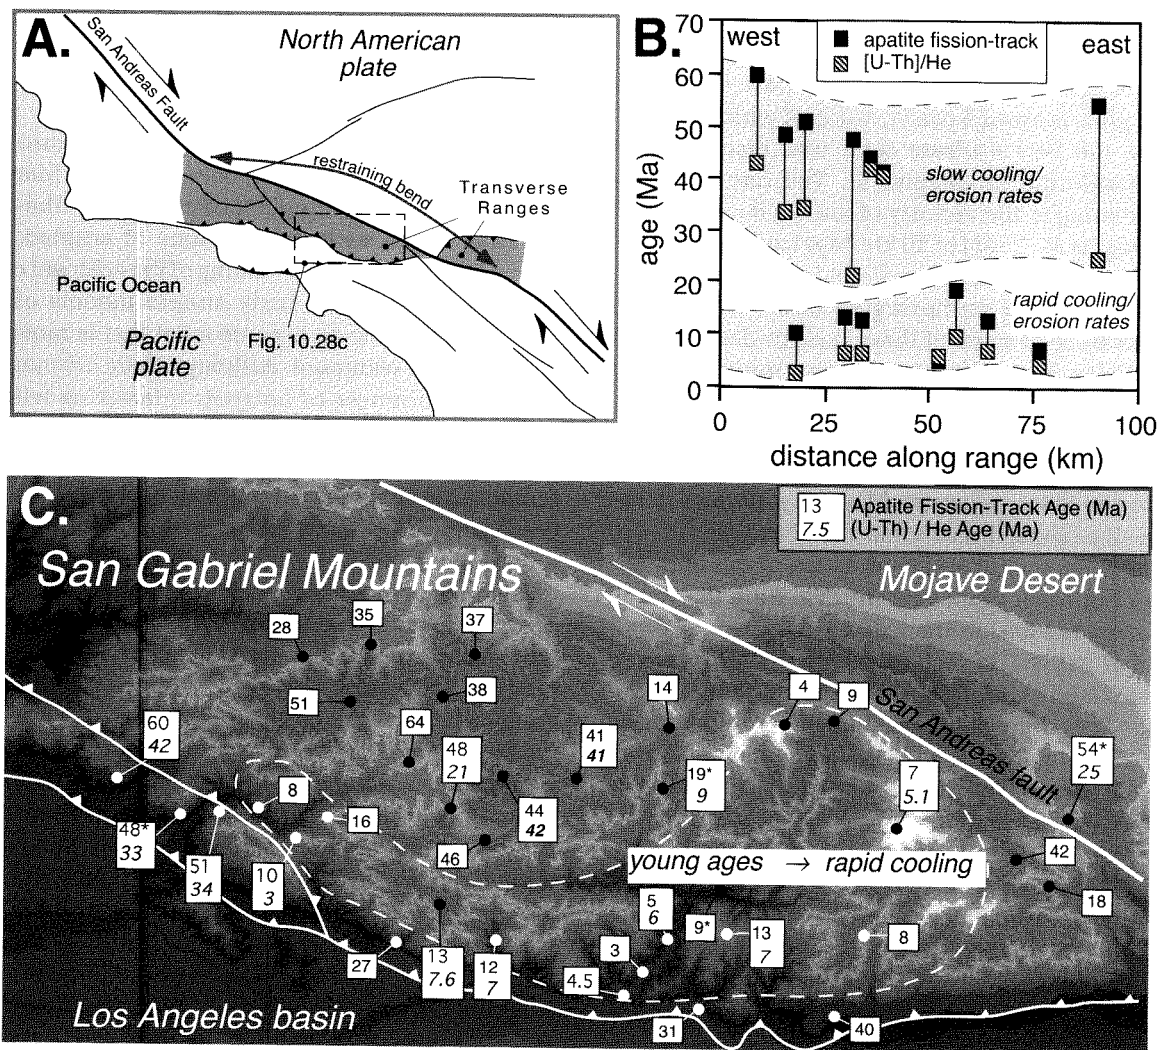 A.
San Andreas Fault
North American
plate
restraining bend
Transverse
Ranges
Pacific Ocean
Pacific
plate
Fig. 10.28c
B.
west
east
apatite fission-track
[U-Th]/He
70
60
50
40
30
20
10
0
age (Ma)
slow cooling/
erosion rates
rapid cooling/
erosion rates
0
25
50
75
100
distance along range (km)
C.
13
7.5
Apatite Fission-Track Age (Ma)
(U-Th) / He Age (Ma)
San Gabriel Mountains
Mojave Desert
28
35
37
51
38
14
4
9
San Andreas fault
60
42
64
48
21
41
41
54*
25
8
19*
9
7
5.1
16
44
42
48*
33
46
42
51
34
10
3
young ages → rapid cooling
18
5
6
9*
13
7
8
27
13
7.6
12
7
3
4.5
31
40
Los Angeles basin